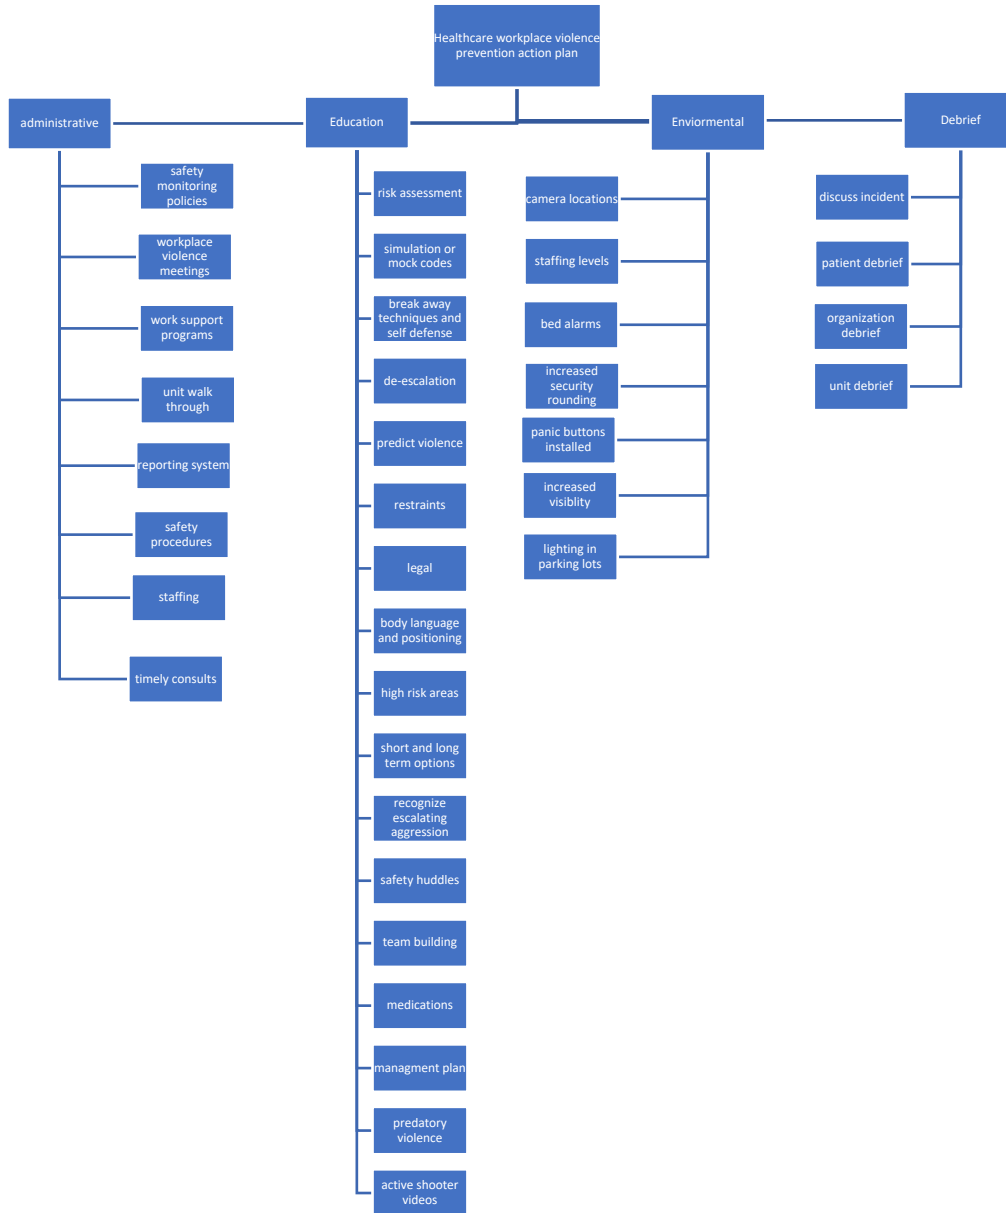 Healthcare workplace violence
prevention action plan
administrative
safety
monitoring
policies
workplace
violence
meetings
work support
programs
unit walk
through
reporting system
safety
procedures
staffing
timely consults
Education
risk assessment
simulation or
mock codes
break away
techniques and
self defense
de-escalation
predict violence
restraints
legal
body language
and positioning
high risk areas
short and long
term options
recognize
escalating
aggression
safety huddles
team building
medications
managment plan
predatory
violence
active shooter
videos
Enviormental
camera locations
staffing levels
bed alarms
increased
security
rounding
panic buttons
installed
increased
visiblity
lighting in
parking lots
Debrief
discuss incident
patient debrief
organization
debrief
unit debrief